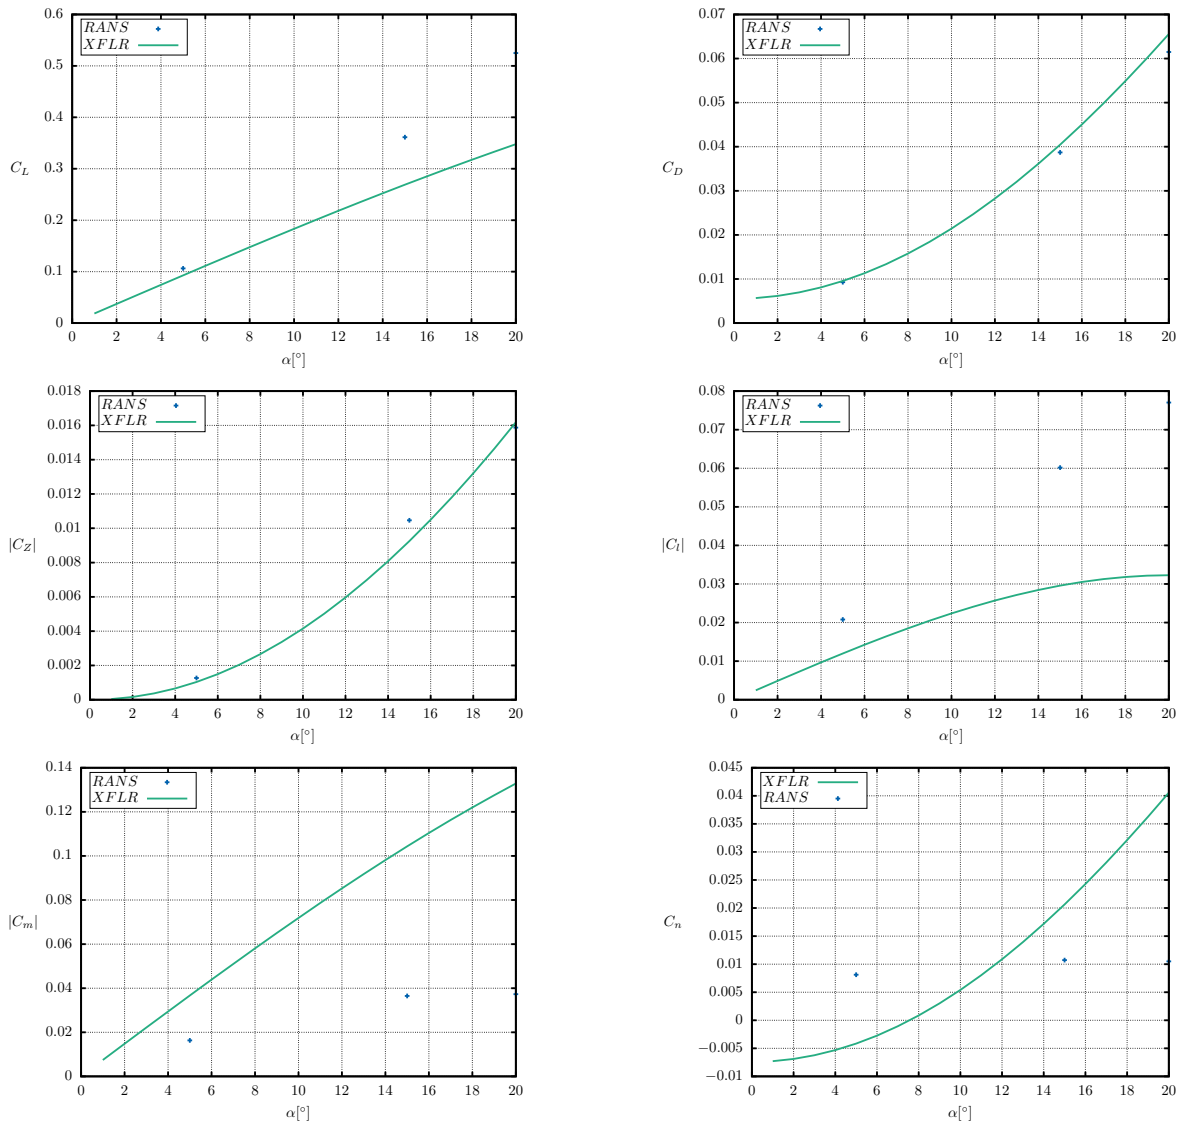 0.6
0.5
0.4
0.3
0.2
0.1
0
C_L
RANS
XFLR
0 2 4 6 8 10 12 14 16 18 20
α[°]
0.07
0.06
0.05
0.04
0.03
0.02
0.01
0
C_D
RANS
XFLR
0 2 4 6 8 10 12 14 16 18 20
α[°]
0.018
0.016
0.014
0.012
0.01
0.008
0.006
0.004
0.002
0
|C_Z|
RANS
XFLR
0 2 4 6 8 10 12 14 16 18 20
α[°]
0.08
0.07
0.06
0.05
0.04
0.03
0.02
0.01
0
|C_l|
RANS
XFLR
0 2 4 6 8 10 12 14 16 18 20
α[°]
0.14
0.12
0.1
0.08
0.06
0.04
0.02
0
|C_m|
RANS
XFLR
0 2 4 6 8 10 12 14 16 18 20
α[°]
0.045
0.04
0.035
0.03
0.025
0.02
0.015
0.01
0.005
0
−0.005
−0.01
C_n
XFLR
RANS
0 2 4 6 8 10 12 14 16 18 20
α[°]